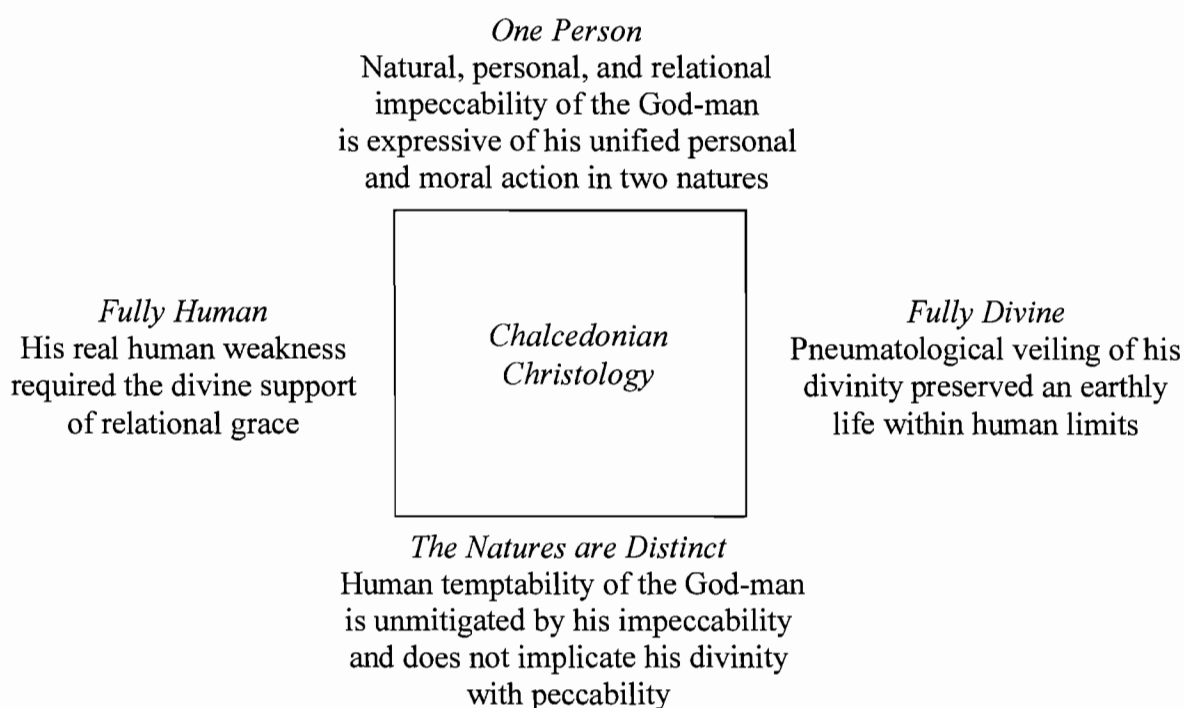 One Person
Natural, personal, and relational
impeccability of the God-man
is expressive of his unified personal
and moral action in two natures
Fully Human
His real human weakness
required the divine support
of relational grace
Chalcedonian
Christology
Fully Divine
Pneumatological veiling of his
divinity preserved an earthly
life within human limits
The Natures are Distinct
Human temptability of the God-man
is unmitigated by his impeccability
and does not implicate his divinity
with peccability